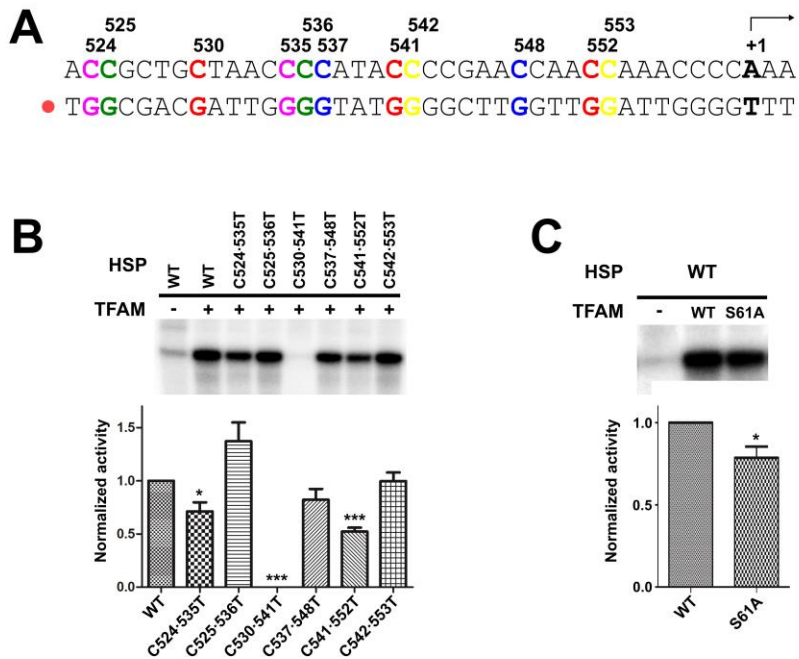 A
525 536 542 553
524 530 535 537 541 548 552 +1
ACCGCTGCTAACCCCATACCCCGAACCAACCAAACCCCAAA
TGGCGACGATTGGGGTATGGGGCTTGGTTGGATTGGGGTTT
B
HSP WT WT C524·535T C525·536T C530·541T C537·548T C541·552T C542·553T
TFAM - + + + + + + +
Normalized activity
1.5
1.0
0.5
0.0
* *** ***
WT C524·535T C525·536T C530·541T C537·548T C541·552T C542·553T
C
HSP WT
TFAM - WT S61A
Normalized activity
1.0
0.5
0.0
*
WT S61A